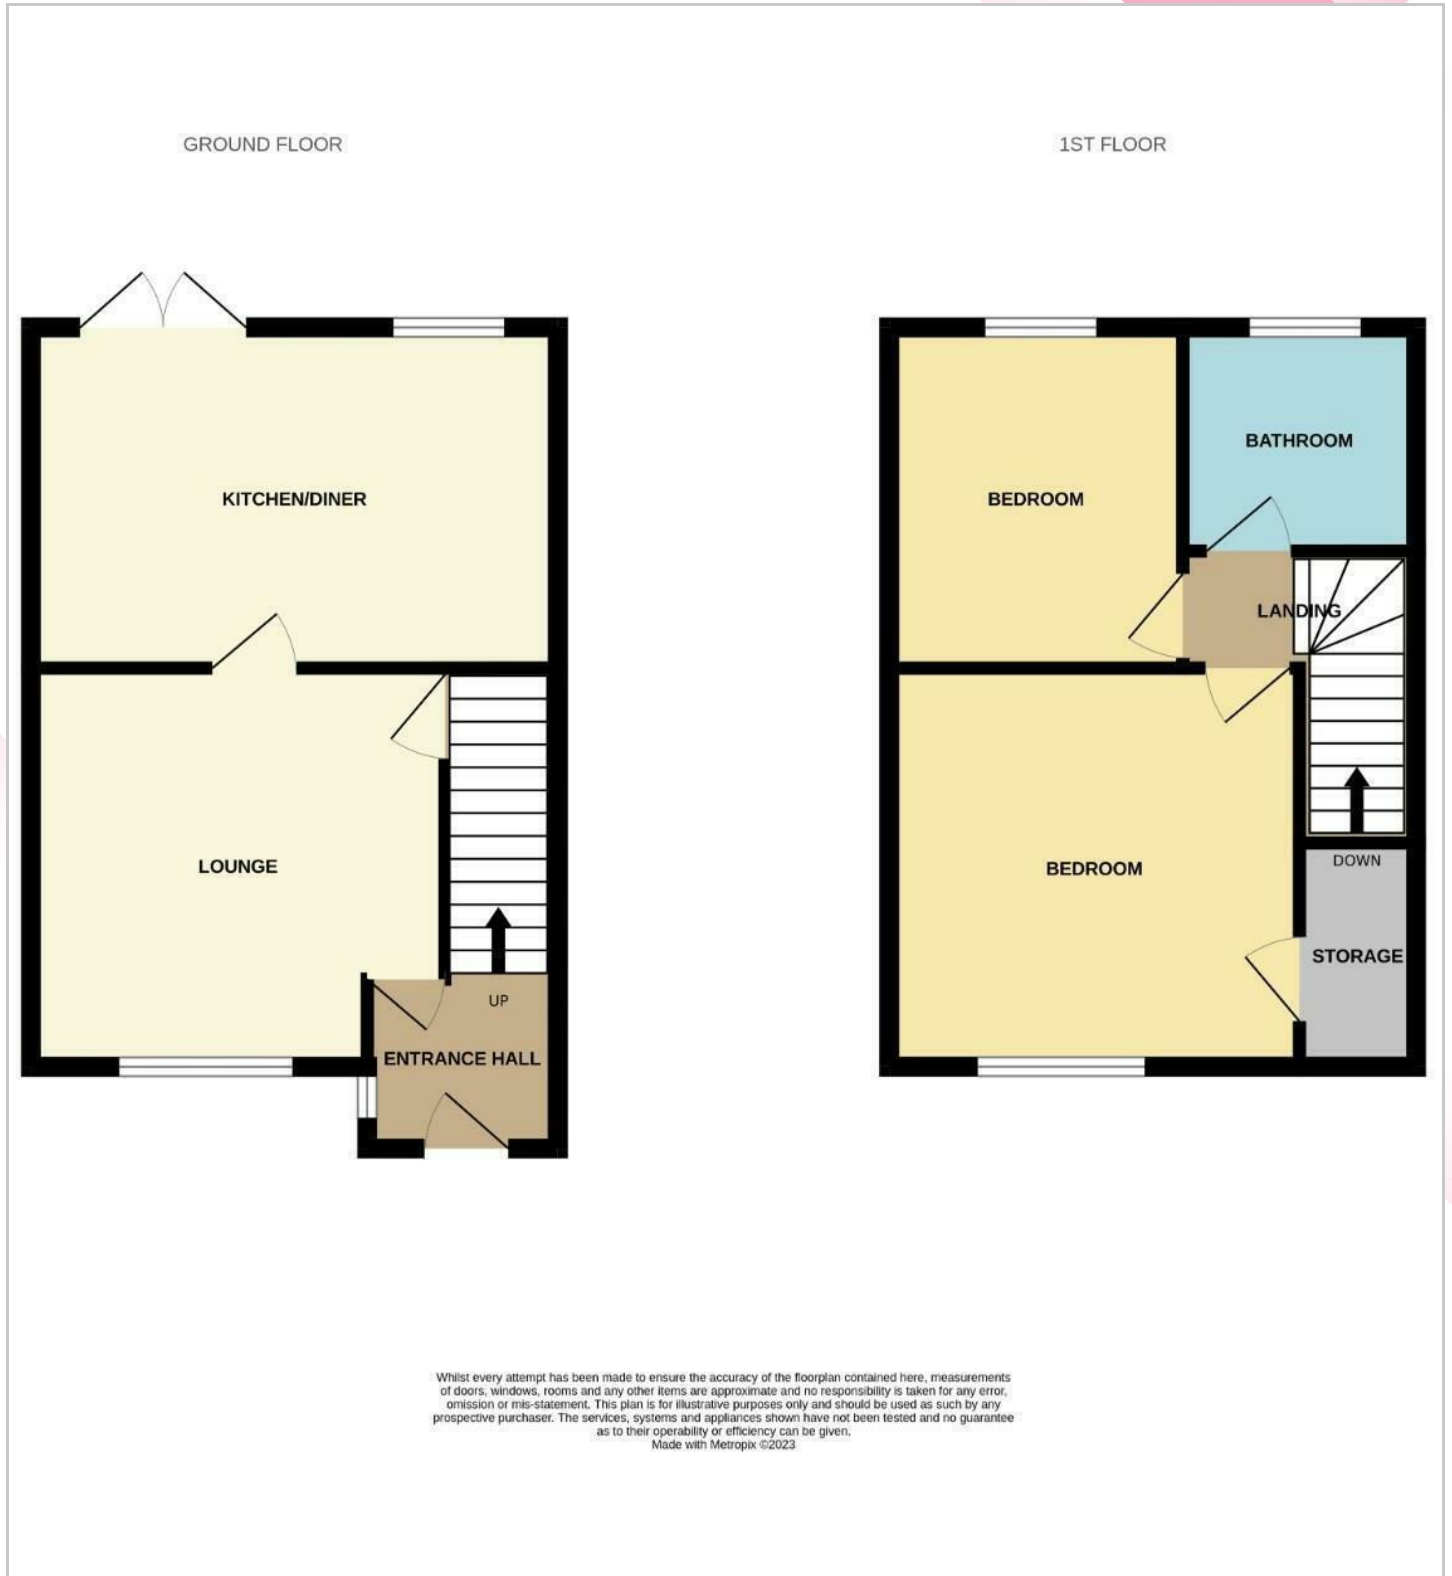 GROUND FLOOR
KITCHEN/DINER
LOUNGE
UP
ENTRANCE HALL
1ST FLOOR
BATHROOM
BEDROOM
LANDING
BEDROOM
DOWN
STORAGE
Whilst every attempt has been made to ensure the accuracy of the floorplan contained here, measurements
of doors, windows, rooms and any other items are approximate and no responsibility is taken for any error,
omission or mis-statement. This plan is for illustrative purposes only and should be used as such by any
prospective purchaser. The services, systems and appliances shown have not been tested and no guarantee
as to their operability or efficiency can be given.
Made with Metropix ©2023